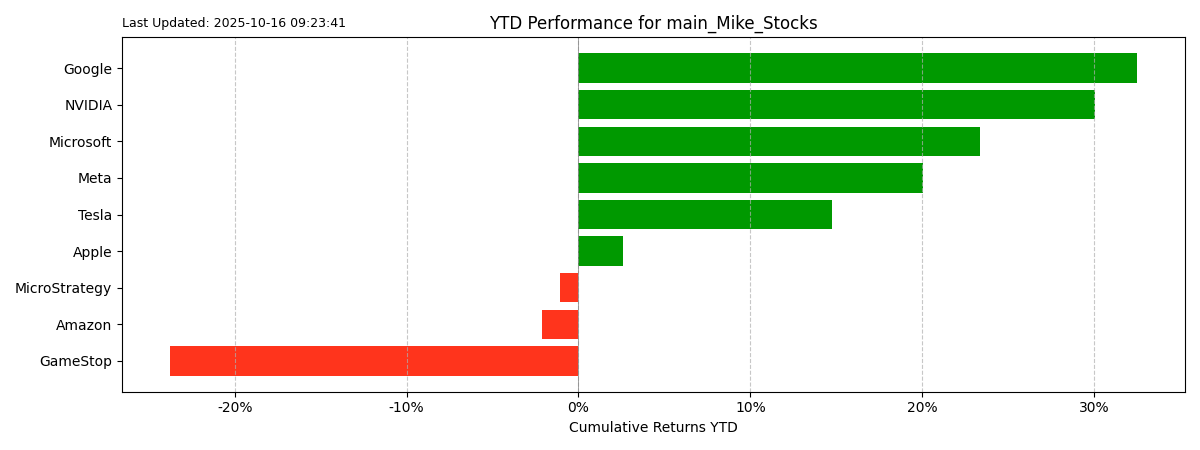 Last Updated: 2025-10-16 09:23:41
YTD Performance for main_Mike_Stocks
Google
NVIDIA
Microsoft
Meta
Tesla
Apple
MicroStrategy
Amazon
GameStop
-20% -10% 0% 10% 20% 30%
Cumulative Returns YTD